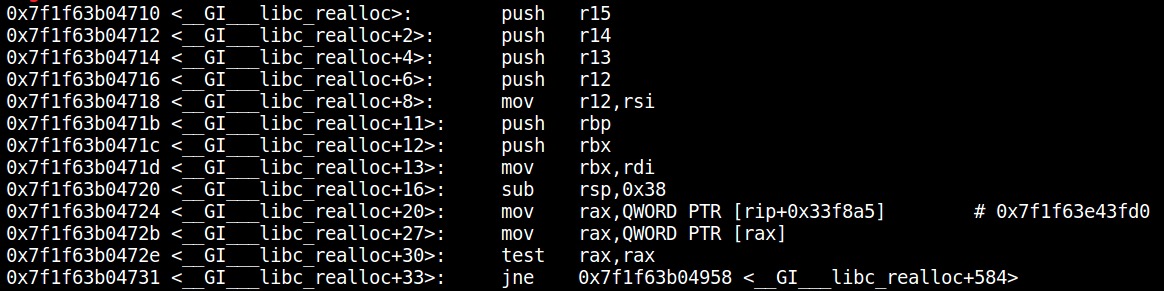 0x7f1f63b04710 <__GI___libc_realloc>: push r15
0x7f1f63b04712 <__GI___libc_realloc+2>: push r14
0x7f1f63b04714 <__GI___libc_realloc+4>: push r13
0x7f1f63b04716 <__GI___libc_realloc+6>: push r12
0x7f1f63b04718 <__GI___libc_realloc+8>: mov r12,rsi
0x7f1f63b0471b <__GI___libc_realloc+11>: push rbp
0x7f1f63b0471c <__GI___libc_realloc+12>: push rbx
0x7f1f63b0471d <__GI___libc_realloc+13>: mov rbx,rdi
0x7f1f63b04720 <__GI___libc_realloc+16>: sub rsp,0x38
0x7f1f63b04724 <__GI___libc_realloc+20>: mov rax,QWORD PTR [rip+0x33f8a5] # 0x7f1f63e43fd0
0x7f1f63b0472b <__GI___libc_realloc+27>: mov rax,QWORD PTR [rax]
0x7f1f63b0472e <__GI___libc_realloc+30>: test rax,rax
0x7f1f63b04731 <__GI___libc_realloc+33>: jne 0x7f1f63b04958 <__GI___libc_realloc+584>